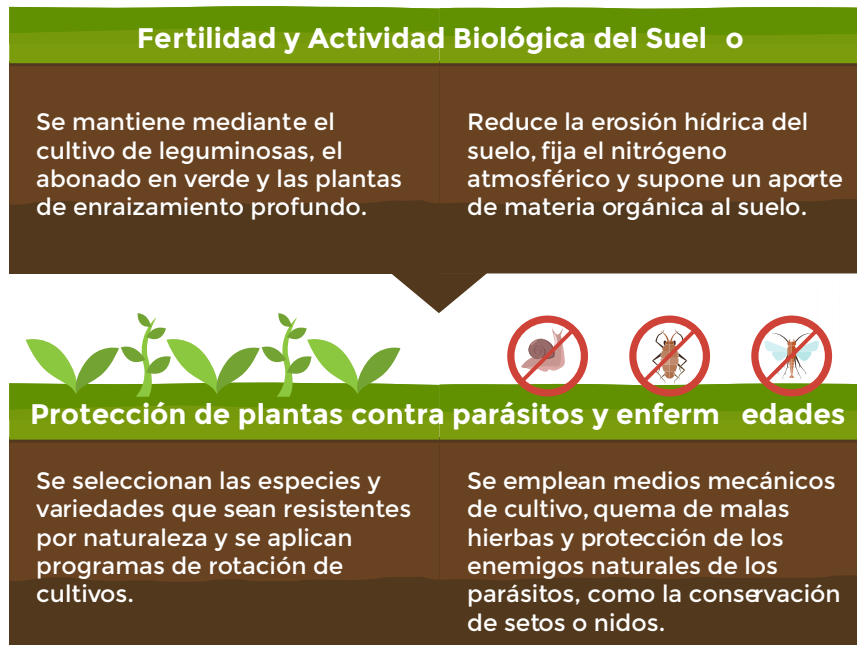 Fertilidad y Actividad Biológica del Suel o
Se mantiene mediante el
cultivo de leguminosas, el
abonado en verde y las plantas
de enraizamiento profundo.
Reduce la erosión hídrica del
suelo, fija el nitrógeno
atmosférico y supone un aporte
de materia orgánica al suelo.
Protección de plantas contra parásitos y enferm edades
Se seleccionan las especies y
variedades que sean resistentes
por naturaleza y se aplican
programas de rotación de
cultivos.
Se emplean medios mecánicos
de cultivo, quema de malas
hierbas y protección de los
enemigos naturales de los
parásitos, como la conservación
de setos o nidos.